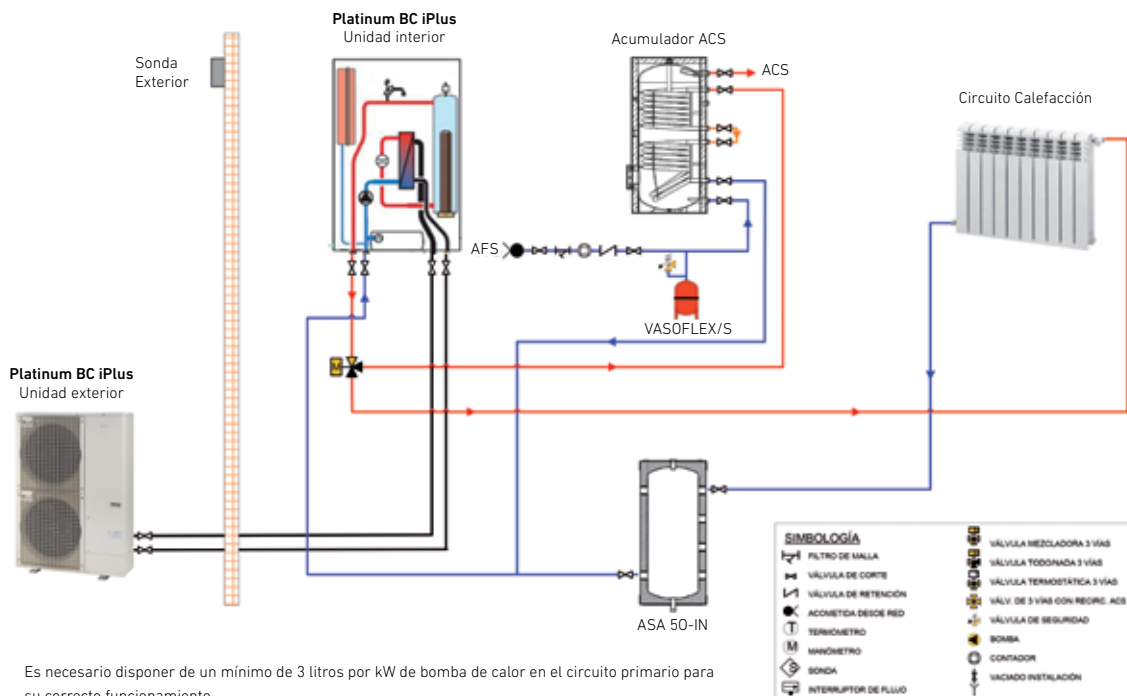 Platinum BC iPlus
Unidad interior
Sonda
Exterior
Acumulador ACS
ACS
Circuito Calefacción
AFS
VASOFLEX/S
M
Platinum BC iPlus
Unidad exterior
ASA 50-IN
SIMBOLOGÍA
FILTRO DE MALLA
VÁLVULA DE CORTE
VÁLVULA DE RETENCIÓN
ACOMETIDA DESDE RED
T TERMÓMETRO
M MANÓMETRO
S SONDA
INTERRUPTOR DE FLUJO
VÁLVULA MEZCLADORA 3 VÍAS
VÁLVULA TODO/NADA 3 VÍAS
VÁLVULA TERMOSTÁTICA 3 VÍAS
VÁLV. DE 3 VÍAS CON RECIRC. ACS
VÁLVULA DE SEGURIDAD
BOMBA
CONTADOR
VACIADO INSTALACIÓN
Es necesario disponer de un mínimo de 3 litros por kW de bomba de calor en el circuito primario para
su correcto funcionamiento